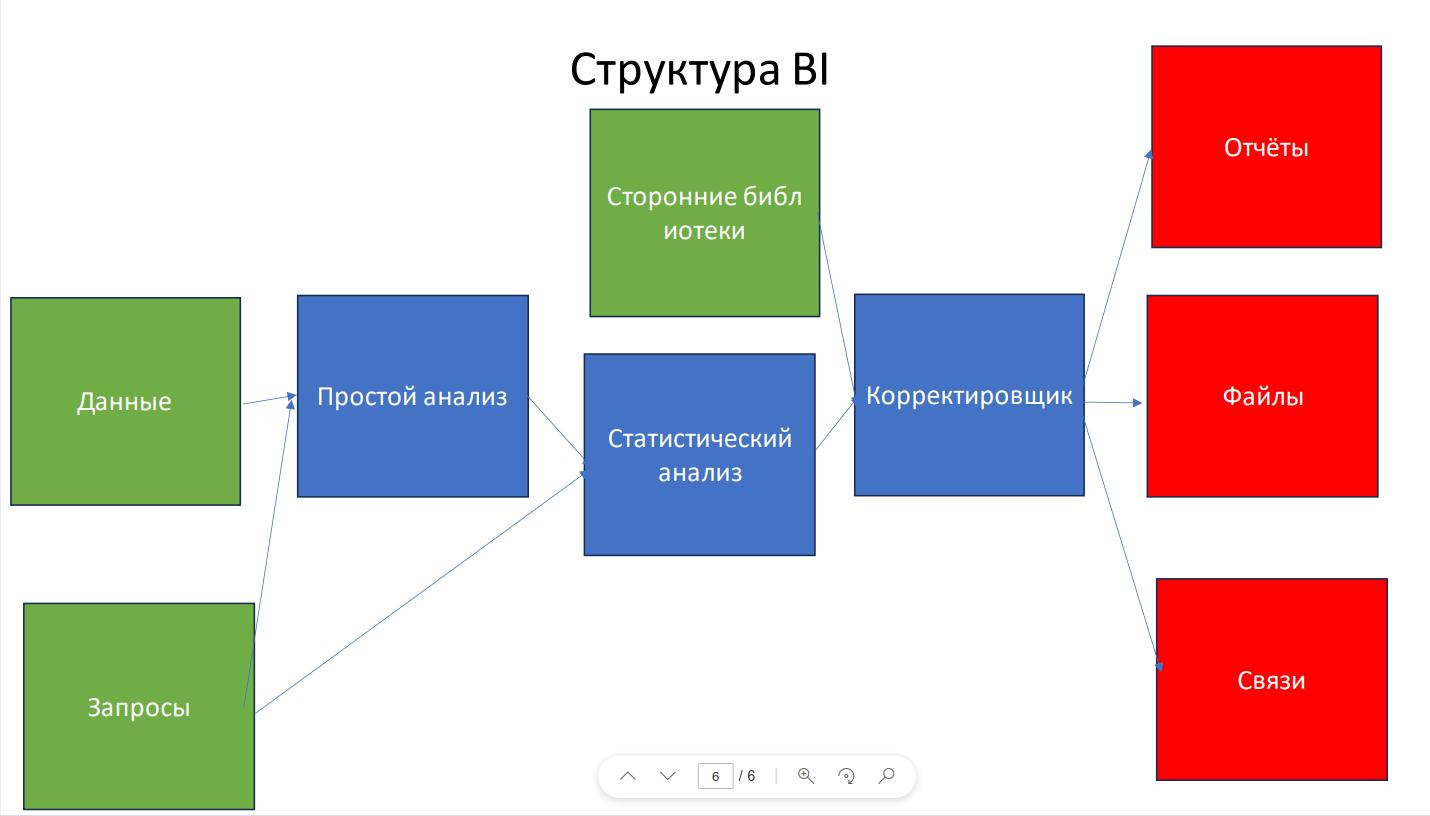 Структура BI
Сторонние библ
иотеки
Отчёты
Данные
Простой анализ
Статистический
анализ
Корректировщик
Файлы
Запросы
Связи
6 / 6